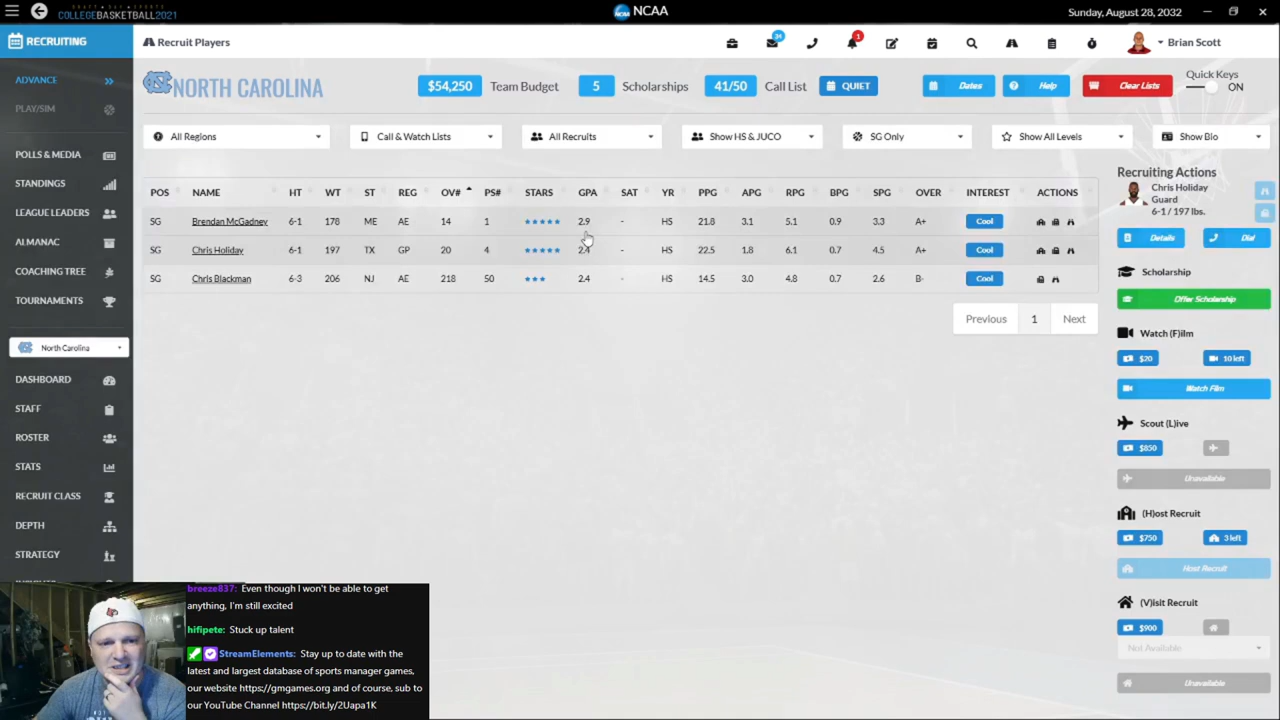 DRAFT DAY SPORTS
COLLEGEBASKETBALL2021
NCAA
Sunday, August 28, 2032
RECRUITING
Recruit Players
34
1
Brian Scott
ADVANCE
PLAY/SIM
NORTH CAROLINA
$54,250 Team Budget 5 Scholarships 41/50 Call List QUIET
Dates Help Clear Lists
Quick Keys
ON
All Regions Call & Watch Lists All Recruits Show HS & JUCO SG Only Show All Levels Show Bio
POLLS & MEDIA
STANDINGS
LEAGUE LEADERS
ALMANAC
COACHING TREE
TOURNAMENTS
North Carolina
DASHBOARD
STAFF
ROSTER
STATS
RECRUIT CLASS
DEPTH
STRATEGY
POS NAME HT WT ST REG OV# PS# STARS GPA SAT YR PPG APG RPG BPG SPG OVER INTEREST ACTIONS
SG Brendan McGadney 6-1 178 ME AE 14 1 ★★★★★ 2.9 - HS 21.8 3.1 5.1 0.9 3.3 A+ Cool
SG Chris Holiday 6-1 197 TX GP 20 4 ★★★★★ 2.4 - HS 22.5 1.8 6.1 0.7 4.5 A+ Cool
SG Chris Blackman 6-3 206 NJ AE 218 50 ★★★ 2.4 - HS 14.5 3.0 4.8 0.7 2.6 B- Cool
Previous 1 Next
Recruiting Actions
Chris Holiday
Guard
6-1 / 197 lbs.
Details Dial
Scholarship
Offer Scholarship
Watch (F)ilm
$20 10 left
Watch Film
Scout (L)ive
$850
Unavailable
(H)ost Recruit
$750 3 left
Host Recruit
(V)isit Recruit
$900
Not Available
Unavailable
breeze837: Even though I won't be able to get
anything, I'm still excited
hifipete: Stuck up talent
StreamElements: Stay up to date with the
latest and largest database of sports manager games,
our website https://gmgames.org and of course, sub to
our YouTube Channel https://bit.ly/2Uapa1K